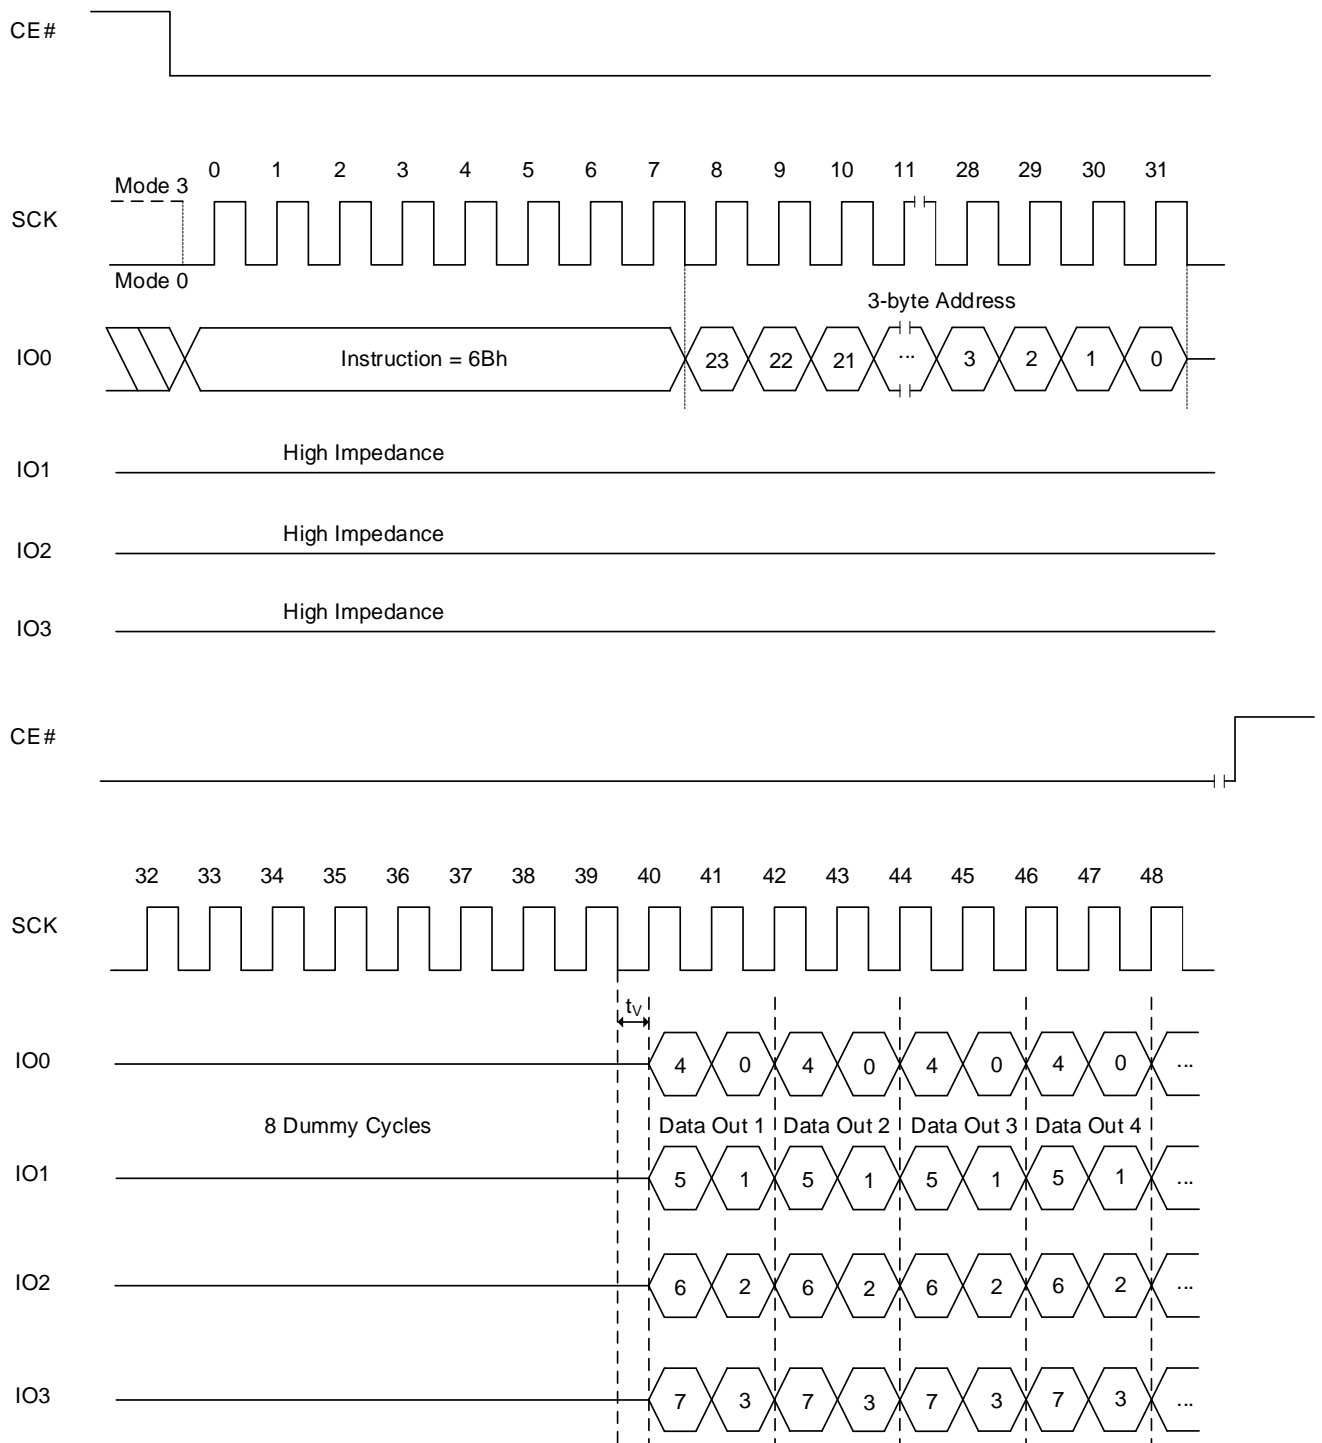 CE#
0 1 2 3 4 5 6 7 8 9 10 11 28 29 30 31
Mode 3
SCK
Mode 0
3-byte Address
IO0 Instruction = 6Bh 23 22 21 ... 3 2 1 0
High Impedance
IO1
High Impedance
IO2
High Impedance
IO3
CE#
32 33 34 35 36 37 38 39 40 41 42 43 44 45 46 47 48
SCK
tV
IO0 4 0 4 0 4 0 4 0 ...
8 Dummy Cycles Data Out 1 Data Out 2 Data Out 3 Data Out 4
IO1 5 1 5 1 5 1 5 1 ...
IO2 6 2 6 2 6 2 6 2 ...
IO3 7 3 7 3 7 3 7 3 ...